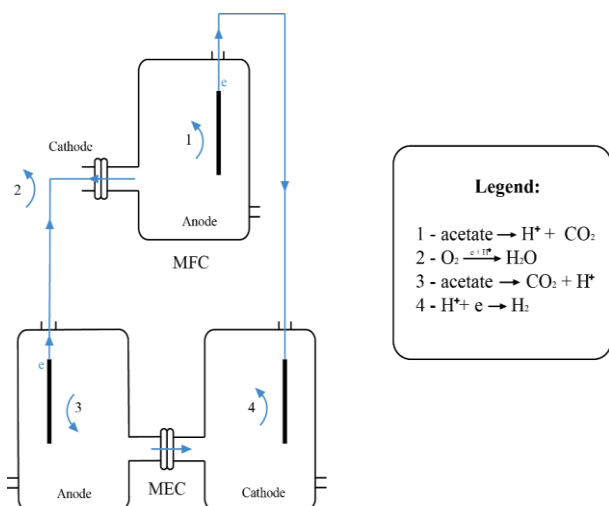 e
1
Cathode
2
Anode
MFC
e
3
4
Anode
MEC
Cathode
Legend:
1 - acetate → H⁺ + CO₂
2 - O₂ e + H⁺→ H₂O
3 - acetate → CO₂ + H⁺
4 - H⁺+ e → H₂